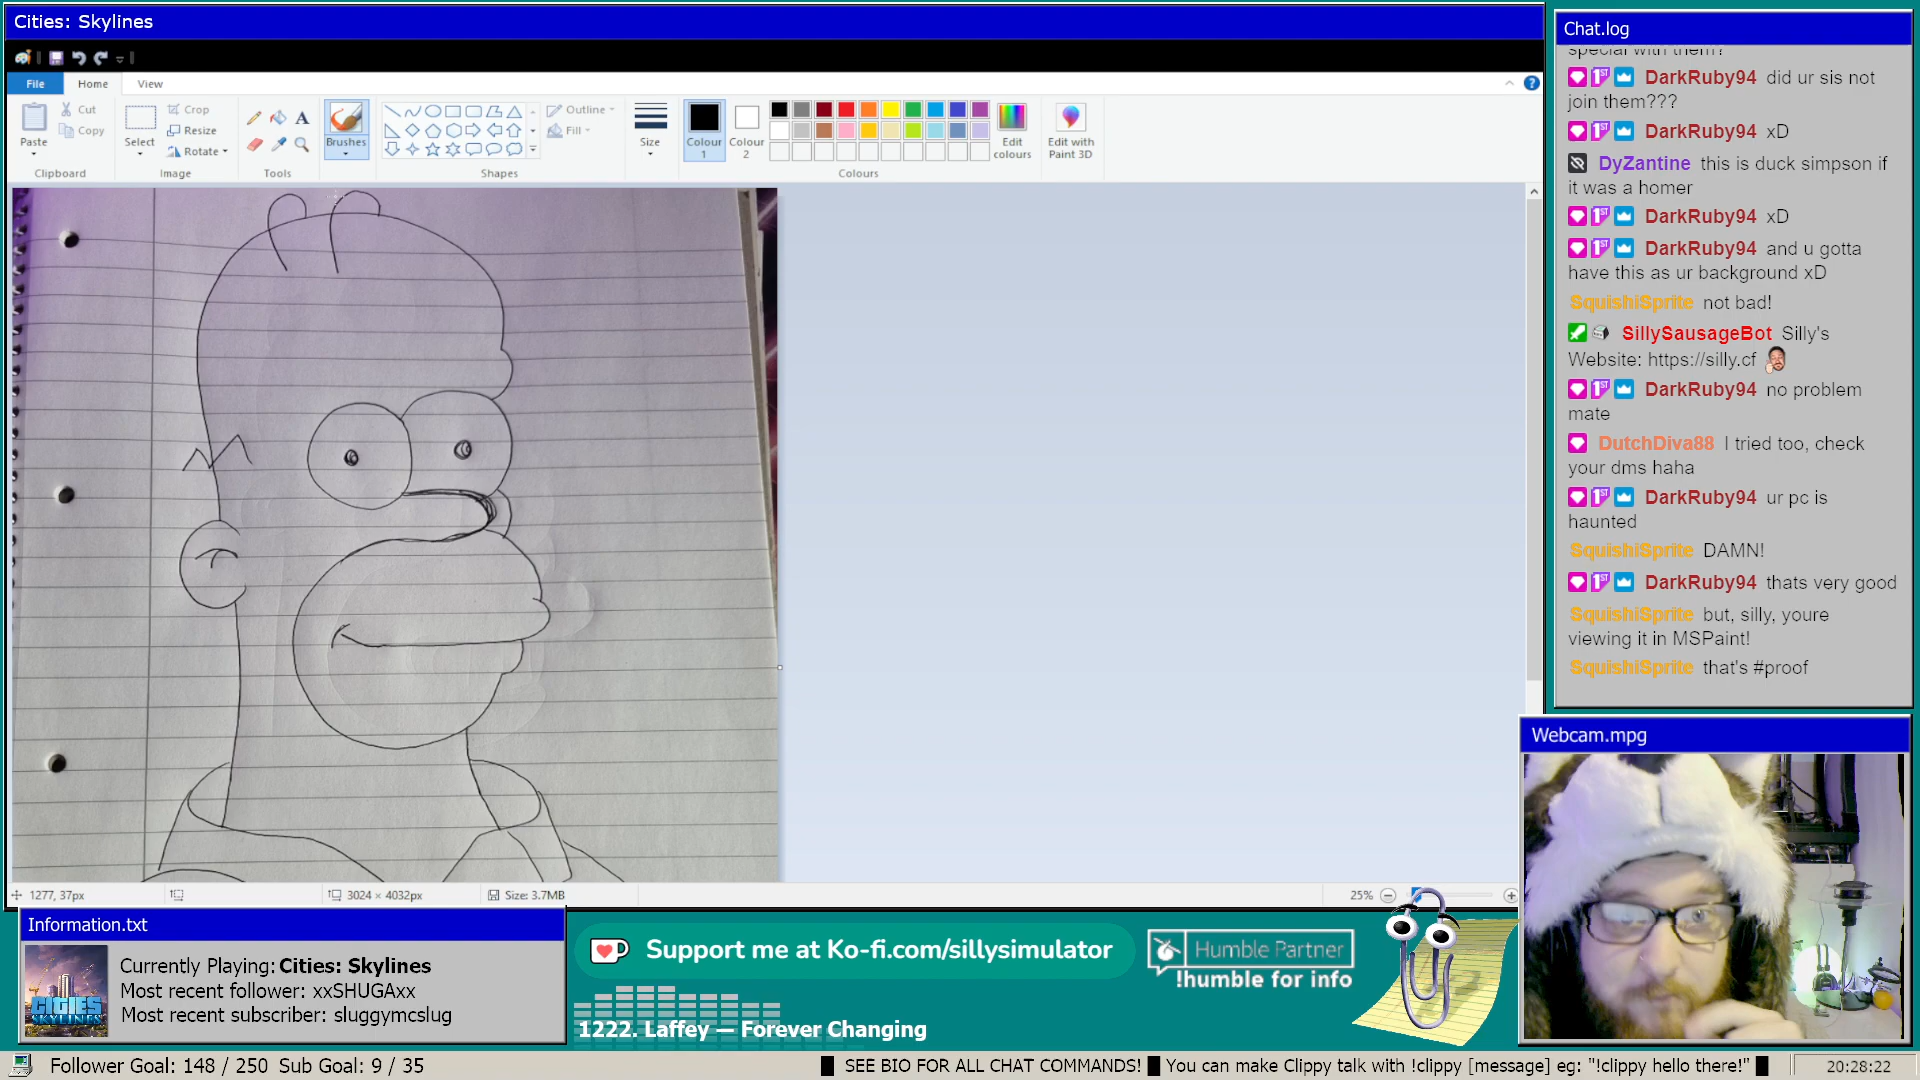 Cities: Skylines
File Home View
Paste
Cut
Copy
Clipboard
Select
Crop
Resize
Rotate
Image
A
Tools
Brushes
Shapes
Outline
Fill
Size
Colour 1
Colour 2
Edit colours
Edit with Paint 3D
Colours
1277, 37px
3024 × 4032px
Size: 3.7MB
25%
Chat.log
special with them?
DarkRuby94 did ur sis not
join them???
DarkRuby94 xD
DyZantine this is duck simpson if
it was a homer
DarkRuby94 xD
DarkRuby94 and u gotta
have this as ur background xD
SquishiSprite not bad!
SillySausageBot Silly's
Website: https://silly.cf
DarkRuby94 no problem
mate
DutchDiva88 I tried too, check
your dms haha
DarkRuby94 ur pc is
haunted
SquishiSprite DAMN!
DarkRuby94 thats very good
SquishiSprite but, silly, youre
viewing it in MSPaint!
SquishiSprite that's #proof
Webcam.mpg
Information.txt
CITIES
SKYLINES
Currently Playing: Cities: Skylines
Most recent follower: xxSHUGAxx
Most recent subscriber: sluggymcslug
Support me at Ko-fi.com/sillysimulator
Humble Partner
!humble for info
1222. Laffey — Forever Changing
Follower Goal: 148 / 250 Sub Goal: 9 / 35
SEE BIO FOR ALL CHAT COMMANDS! You can make Clippy talk with !clippy [message] eg: "!clippy hello there!"
20:28:22